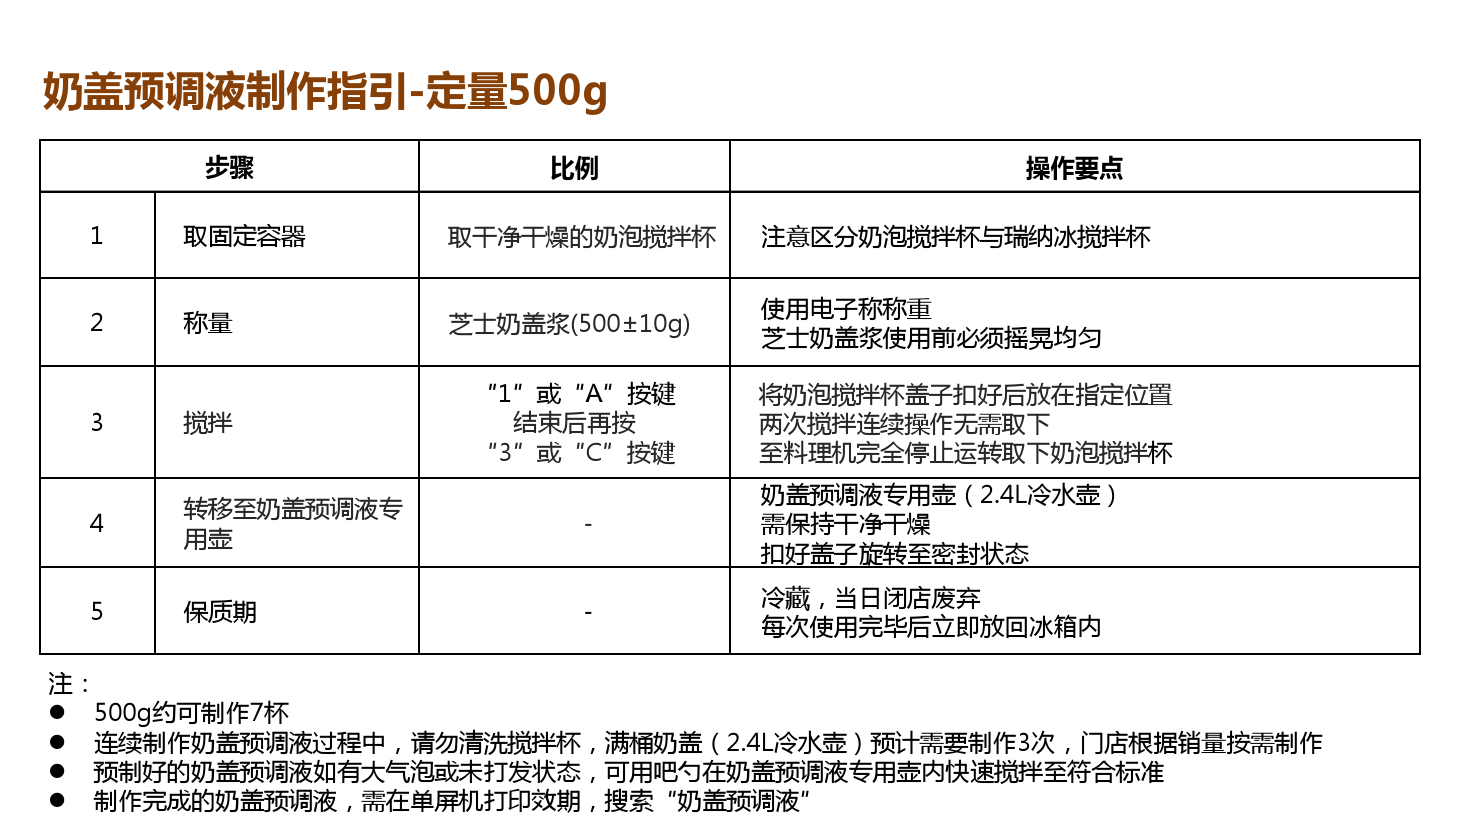 奶盖预调液制作指引-定量500g
步骤
比例
操作要点
1
取固定容器
取干净干燥的奶泡搅拌杯
注意区分奶泡搅拌杯与瑞纳冰搅拌杯
2
称量
芝士奶盖浆(500±10g)
使用电子称称重
芝士奶盖浆使用前必须摇晃均匀
3
搅拌
“1”或“A”按键
结束后再按
“3”或“C”按键
将奶泡搅拌杯盖子扣好后放在指定位置
两次搅拌连续操作无需取下
至料理机完全停止运转取下奶泡搅拌杯
4
转移至奶盖预调液专
用壶
-
奶盖预调液专用壶（2.4L冷水壶）
需保持干净干燥
扣好盖子旋转至密封状态
5
保质期
-
冷藏，当日闭店废弃
每次使用完毕后立即放回冰箱内
注：
● 500g约可制作7杯
● 连续制作奶盖预调液过程中，请勿清洗搅拌杯，满桶奶盖（2.4L冷水壶）预计需要制作3次，门店根据销量按需制作
● 预制好的奶盖预调液如有大气泡或未打发状态，可用吧勺在奶盖预调液专用壶内快速搅拌至符合标准
● 制作完成的奶盖预调液，需在单屏机打印效期，搜索“奶盖预调液”